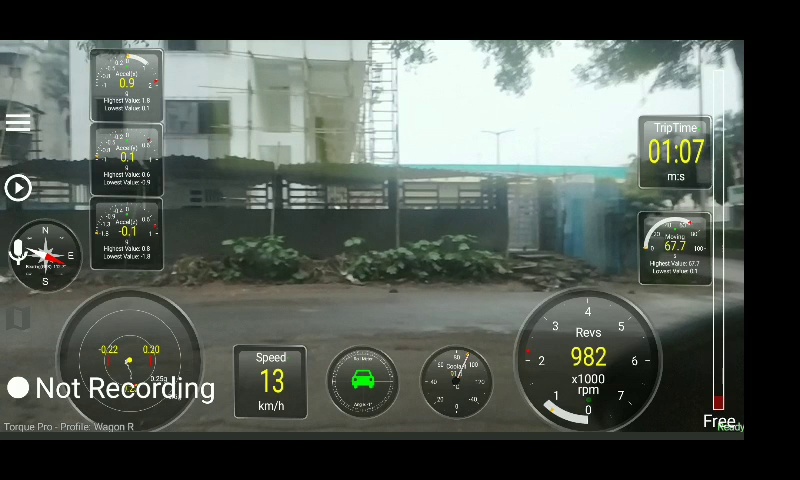 Accel(x)
0.9
g
Highest Value: 1.8
Lowest Value: 0.1
Accel(y)
0.1
g
Highest Value: 0.6
Lowest Value: -0.9
Accel(z)
-0.1
g
Highest Value: 0.8
Lowest Value: -1.8
TripTime
01:07
m:s
Moving
67.7
s
Highest Value: 67.7
Lowest Value: 0.1
N
E
S
-0.22 0.20
Speed
13
km/h
Revs
982
x1000
rpm
0
1
2
3
4
5
6
7
Not Recording
Free
Ready
Torque Pro - Profile: Wagon R